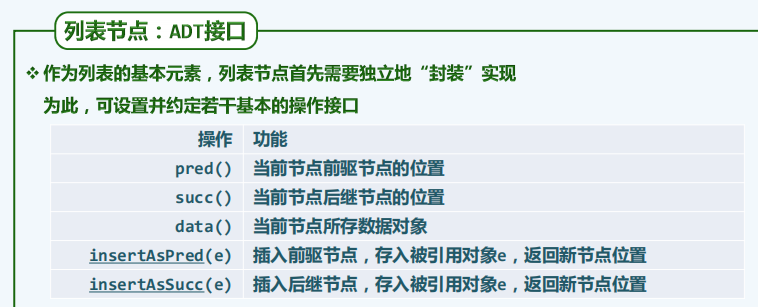 列表节点：ADT接口
❖ 作为列表的基本元素，列表节点首先需要独立地“封装”实现
为此，可设置并约定若干基本的操作接口
操作 功能
pred() 当前节点前驱节点的位置
succ() 当前节点后继节点的位置
data() 当前节点所存数据对象
insertAsPred(e) 插入前驱节点，存入被引用对象e，返回新节点位置
insertAsSucc(e) 插入后继节点，存入被引用对象e，返回新节点位置